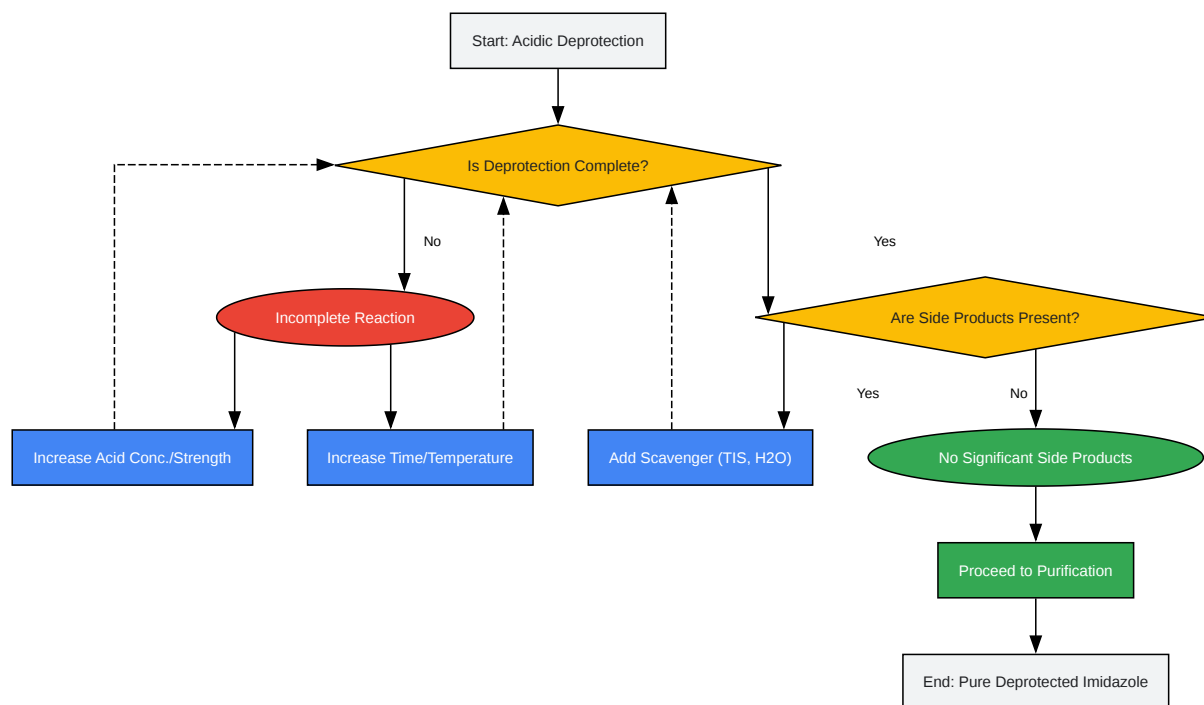 Start: Acidic Deprotection
Is Deprotection Complete?
No
Yes
Incomplete Reaction
Are Side Products Present?
Yes
No
Increase Acid Conc./Strength
Increase Time/Temperature
Add Scavenger (TIS, H2O)
No Significant Side Products
Proceed to Purification
End: Pure Deprotected Imidazole